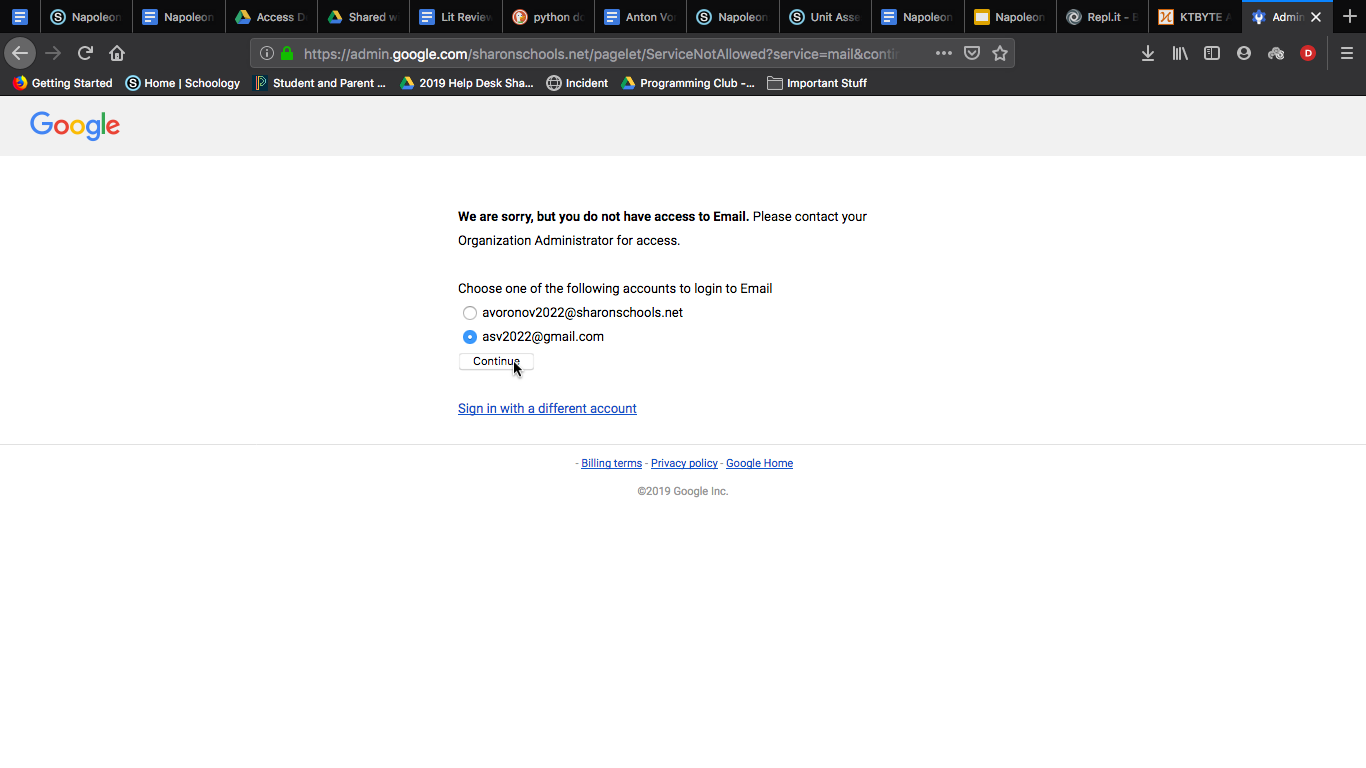 Napoleon
Napoleon
Access D
Shared w
Lit Review
python do
Anton Vo
Napoleon
Unit Asse
Napoleon
Napoleon
Repl.it - E
KTBYTE A
Admin
https://admin.google.com/sharonschools.net/pagelet/ServiceNotAllowed?service=mail&conti
D
Getting Started
Home | Schoology
Student and Parent ...
2019 Help Desk Sha...
Incident
Programming Club -...
Important Stuff
Google
We are sorry, but you do not have access to Email. Please contact your
Organization Administrator for access.
Choose one of the following accounts to login to Email
avoronov2022@sharonschools.net
asv2022@gmail.com
Continue
Sign in with a different account
- Billing terms - Privacy policy - Google Home
©2019 Google Inc.